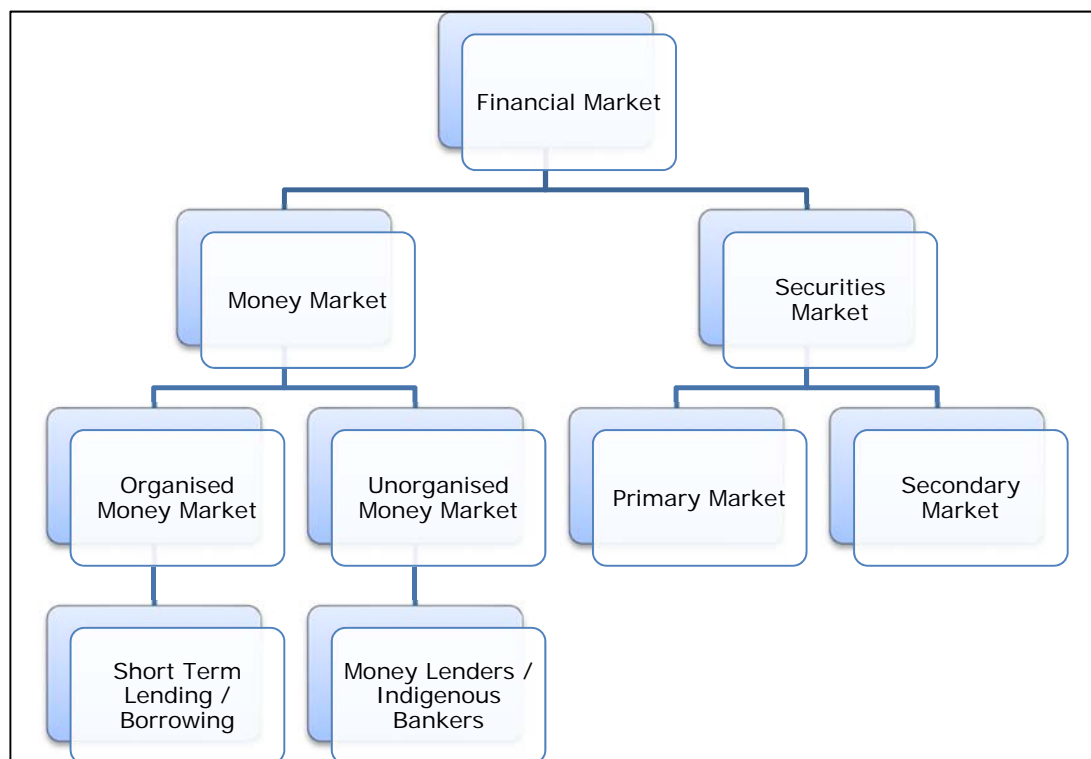 Financial Market
Money Market
Securities
Market
Organised
Money Market
Unorganised
Money Market
Primary Market
Secondary
Market
Short Term
Lending /
Borrowing
Money Lenders /
Indigenous
Bankers